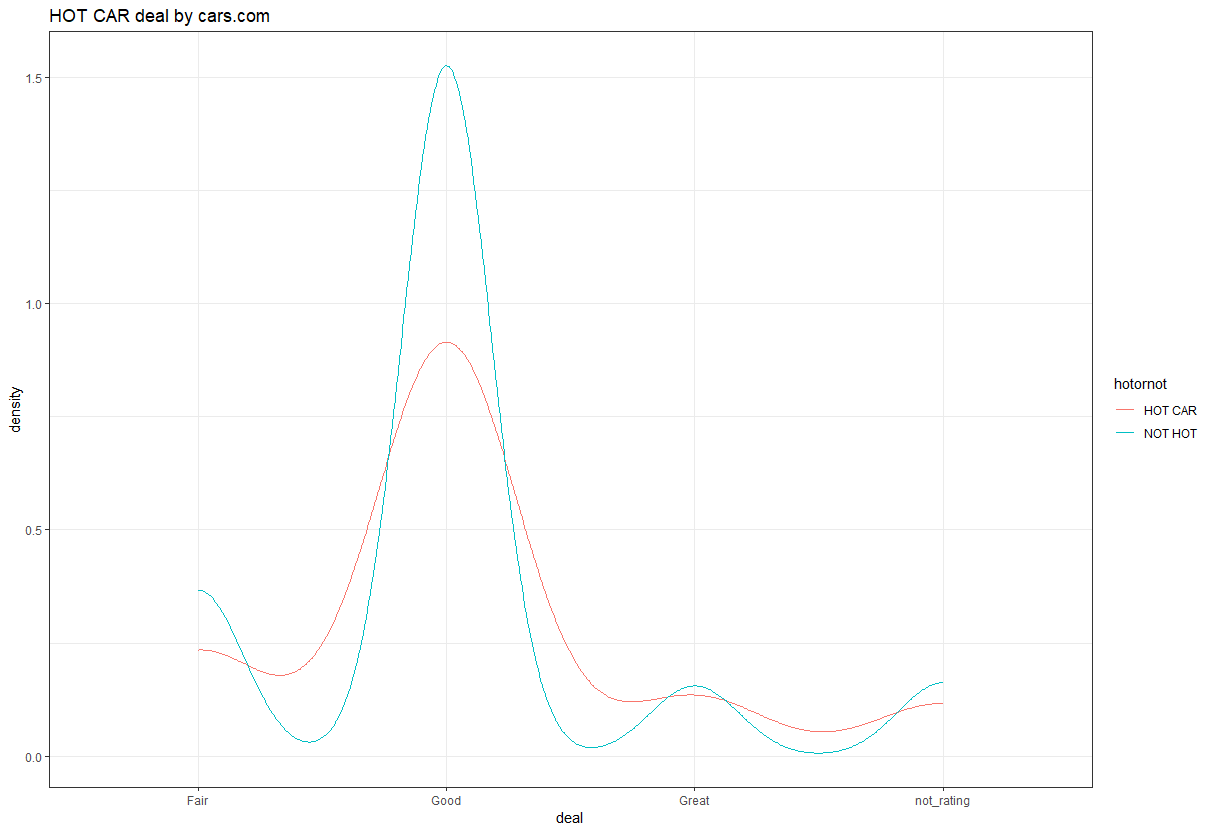 HOT CAR deal by cars.com
1.5
1.0
0.5
0.0
density
Fair Good Great not_rating
deal
hotornot
HOT CAR
NOT HOT